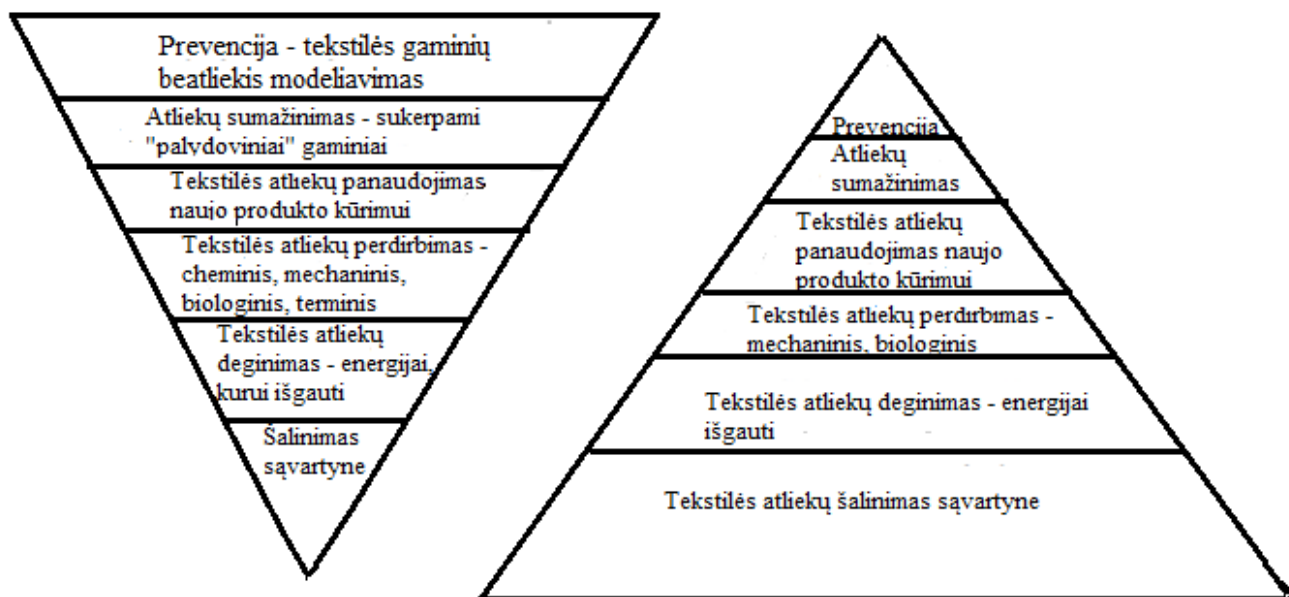 Prevencija - tekstilės gaminių
beatliekis modeliavimas
Atliekų sumažinimas - sukerpami
"palydoviniai" gaminiai
Tekstilės atliekų panaudojimas
naujo produkto kūrimui
Tekstilės atliekų perdirbimas -
cheminis, mechaninis,
biologinis, terminis
Tekstilės atliekų
deginimas - energijai,
kurui išgauti
Šalinimas
sąvartyne
Prevencija
Atliekų
sumažinimas
Tekstilės atliekų
panaudojimas naujo
produkto kūrimui
Tekstilės atliekų perdirbimas -
mechaninis, biologinis
Tekstilės atliekų deginimas - energijai
išgauti
Tekstilės atliekų šalinimas sąvartyne